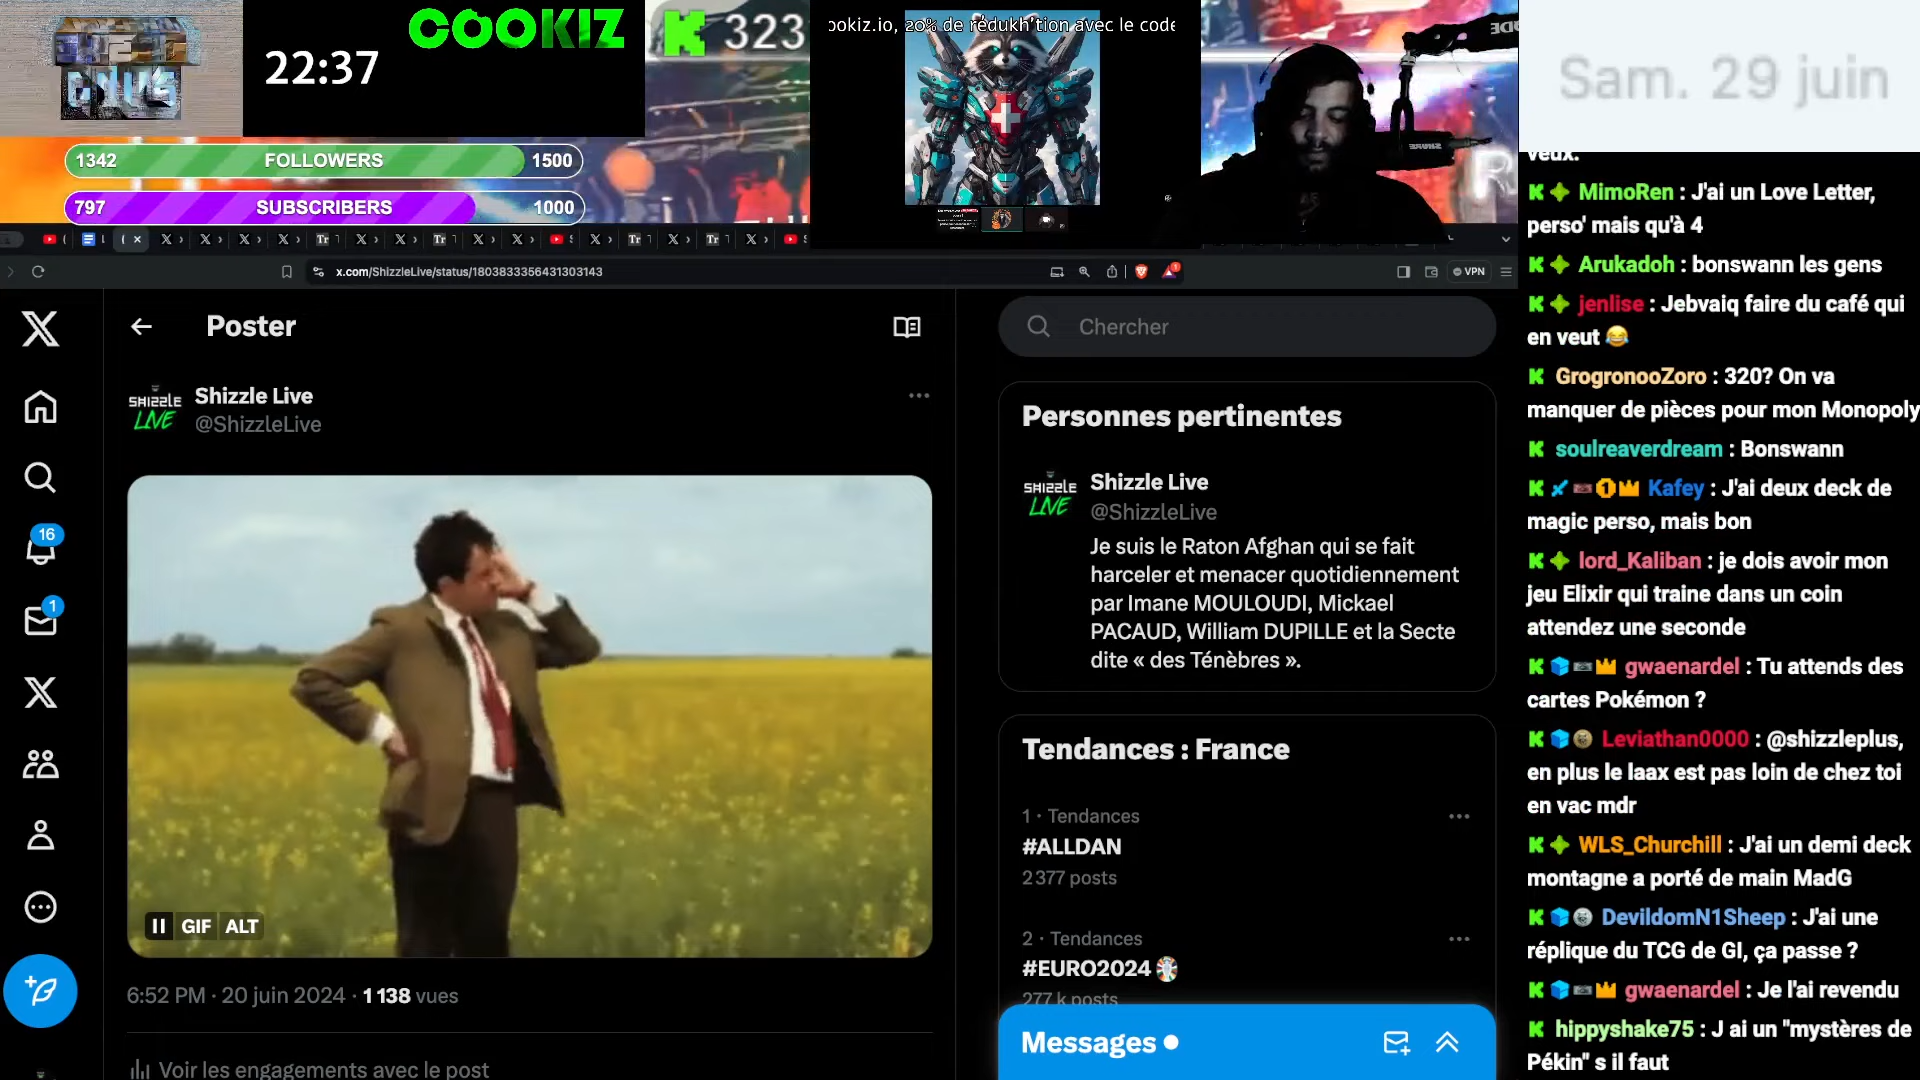 22:37
COOKIZ
323
ookiz.io, 20% de rédukh'tion avec le code
Sam. 29 juin
1342 FOLLOWERS 1500
797 SUBSCRIBERS 1000
x.com/ShizzleLive/status/1803833356431303143
VPN
16
1
Poster
Shizzle Live
@ShizzleLive
SHIZZLE
LIVE
GIF
ALT
6:52 PM · 20 juin 2024 · 1 138 vues
Voir les engagements avec le post
Chercher
Personnes pertinentes
SHIZZLE
LIVE
Shizzle Live
@ShizzleLive
Je suis le Raton Afghan qui se fait
harceler et menacer quotidiennement
par Imane MOULOUDI, Mickael
PACAUD, William DUPILLE et la Secte
dite « des Ténèbres ».
Tendances : France
1 · Tendances
#ALLDAN
2 377 posts
2 · Tendances
#EURO2024
277 k posts
Messages
veux.
MimoRen : J'ai un Love Letter,
perso' mais qu'à 4
Arukadoh : bonswann les gens
jenlise : Jebvaiq faire du café qui
en veut 😂
GrogronooZoro : 320? On va
manquer de pièces pour mon Monopoly
soulreaverdream : Bonswann
Kafey : J'ai deux deck de
magic perso, mais bon
lord_Kaliban : je dois avoir mon
jeu Elixir qui traine dans un coin
attendez une seconde
gwaenardel : Tu attends des
cartes Pokémon ?
Leviathan0000 : @shizzleplus,
en plus le laax est pas loin de chez toi
en vac mdr
WLS_Churchill : J'ai un demi deck
montagne a porté de main MadG
DevildomN1Sheep : J'ai une
réplique du TCG de GI, ça passe ?
gwaenardel : Je l'ai revendu
hippyshake75 : J ai un "mystères de
Pékin" s il faut